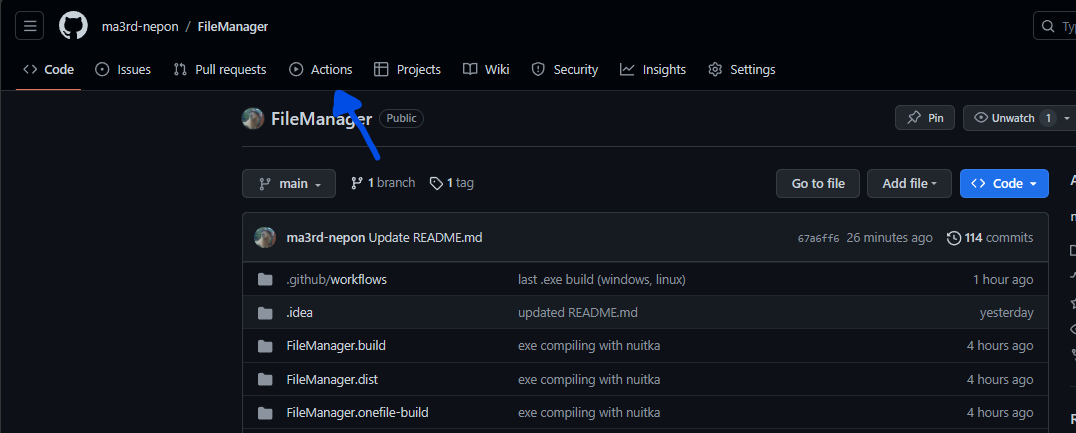 ma3rd-nepon / FileManager
Code Issues Pull requests Actions Projects Wiki Security Insights Settings
FileManager Public Pin Unwatch 1
main 1 branch 1 tag Go to file Add file Code
ma3rd-nepon Update README.md 67a6ff6 26 minutes ago 114 commits
.github/workflows last .exe build (windows, linux) 1 hour ago
.idea updated README.md yesterday
FileManager.build exe compiling with nuitka 4 hours ago
FileManager.dist exe compiling with nuitka 4 hours ago
FileManager.onefile-build exe compiling with nuitka 4 hours ago